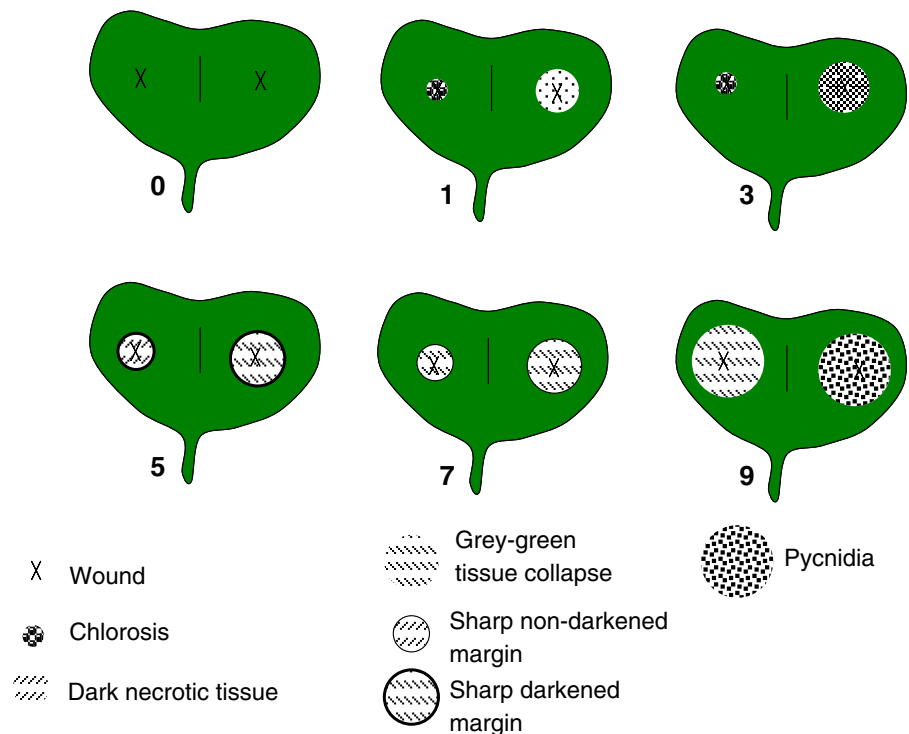 0
1
3
5
7
9
Wound
Chlorosis
Dark necrotic tissue
Grey-green
tissue collapse
Sharp non-darkened
margin
Sharp darkened
margin
Pycnidia